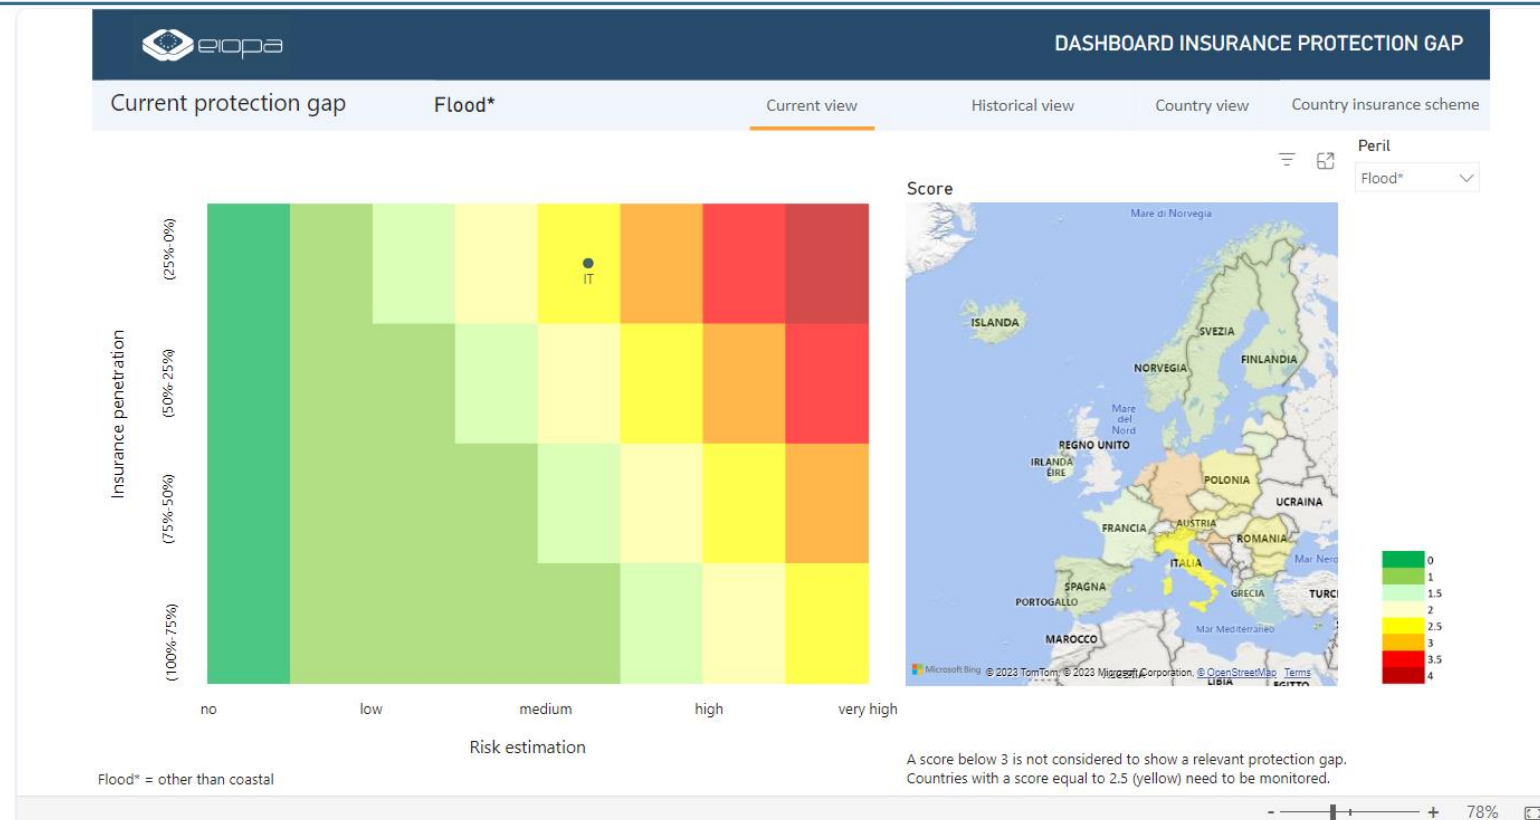 eiopa
DASHBOARD INSURANCE PROTECTION GAP
Current protection gap
Flood*
Current view
Historical view
Country view
Country insurance scheme
Peril
Flood*
Insurance penetration
(25%-0%)
(50%-25%)
(75%-50%)
(100%-75%)
IT
no
low
medium
high
very high
Risk estimation
Flood* = other than coastal
Score
Mare di Norvegia
ISLANDA
SVEZIA
FINLANDIA
NORVEGIA
Mare
del
Nord
REGNO UNITO
IRLANDA
ÉIRE
POLONIA
UCRAINA
FRANCIA
AUSTRIA
ROMANIA
ITALIA
Mar Nero
SPAGNA
GRECIA
TURC
PORTOGALLO
Mar Mediterraneo
MAROCCO
Microsoft Bing
© 2023 TomTom, © 2023 Microsoft Corporation, © OpenStreetMap Terms
LIBIA
EGITTO
0
1
1.5
2
2.5
3
3.5
4
A score below 3 is not considered to show a relevant protection gap.
Countries with a score equal to 2.5 (yellow) need to be monitored.
- + 78%